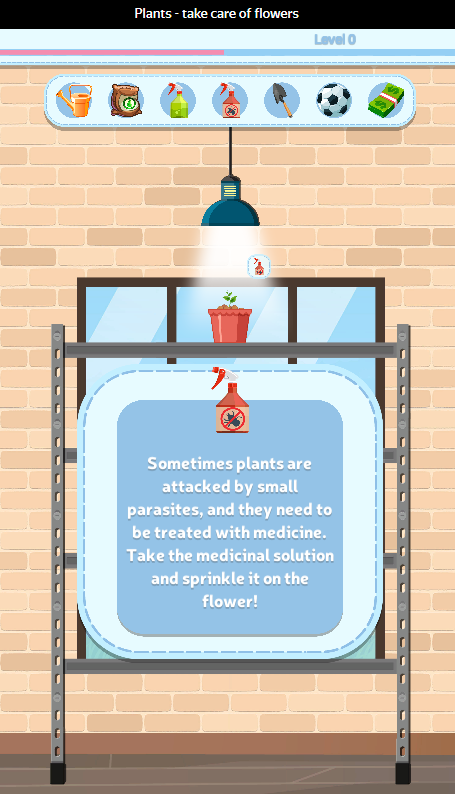 Plants - take care of flowers
Level 0
Sometimes plants are
attacked by small
parasites, and they need to
be treated with medicine.
Take the medicinal solution
and sprinkle it on the
flower!